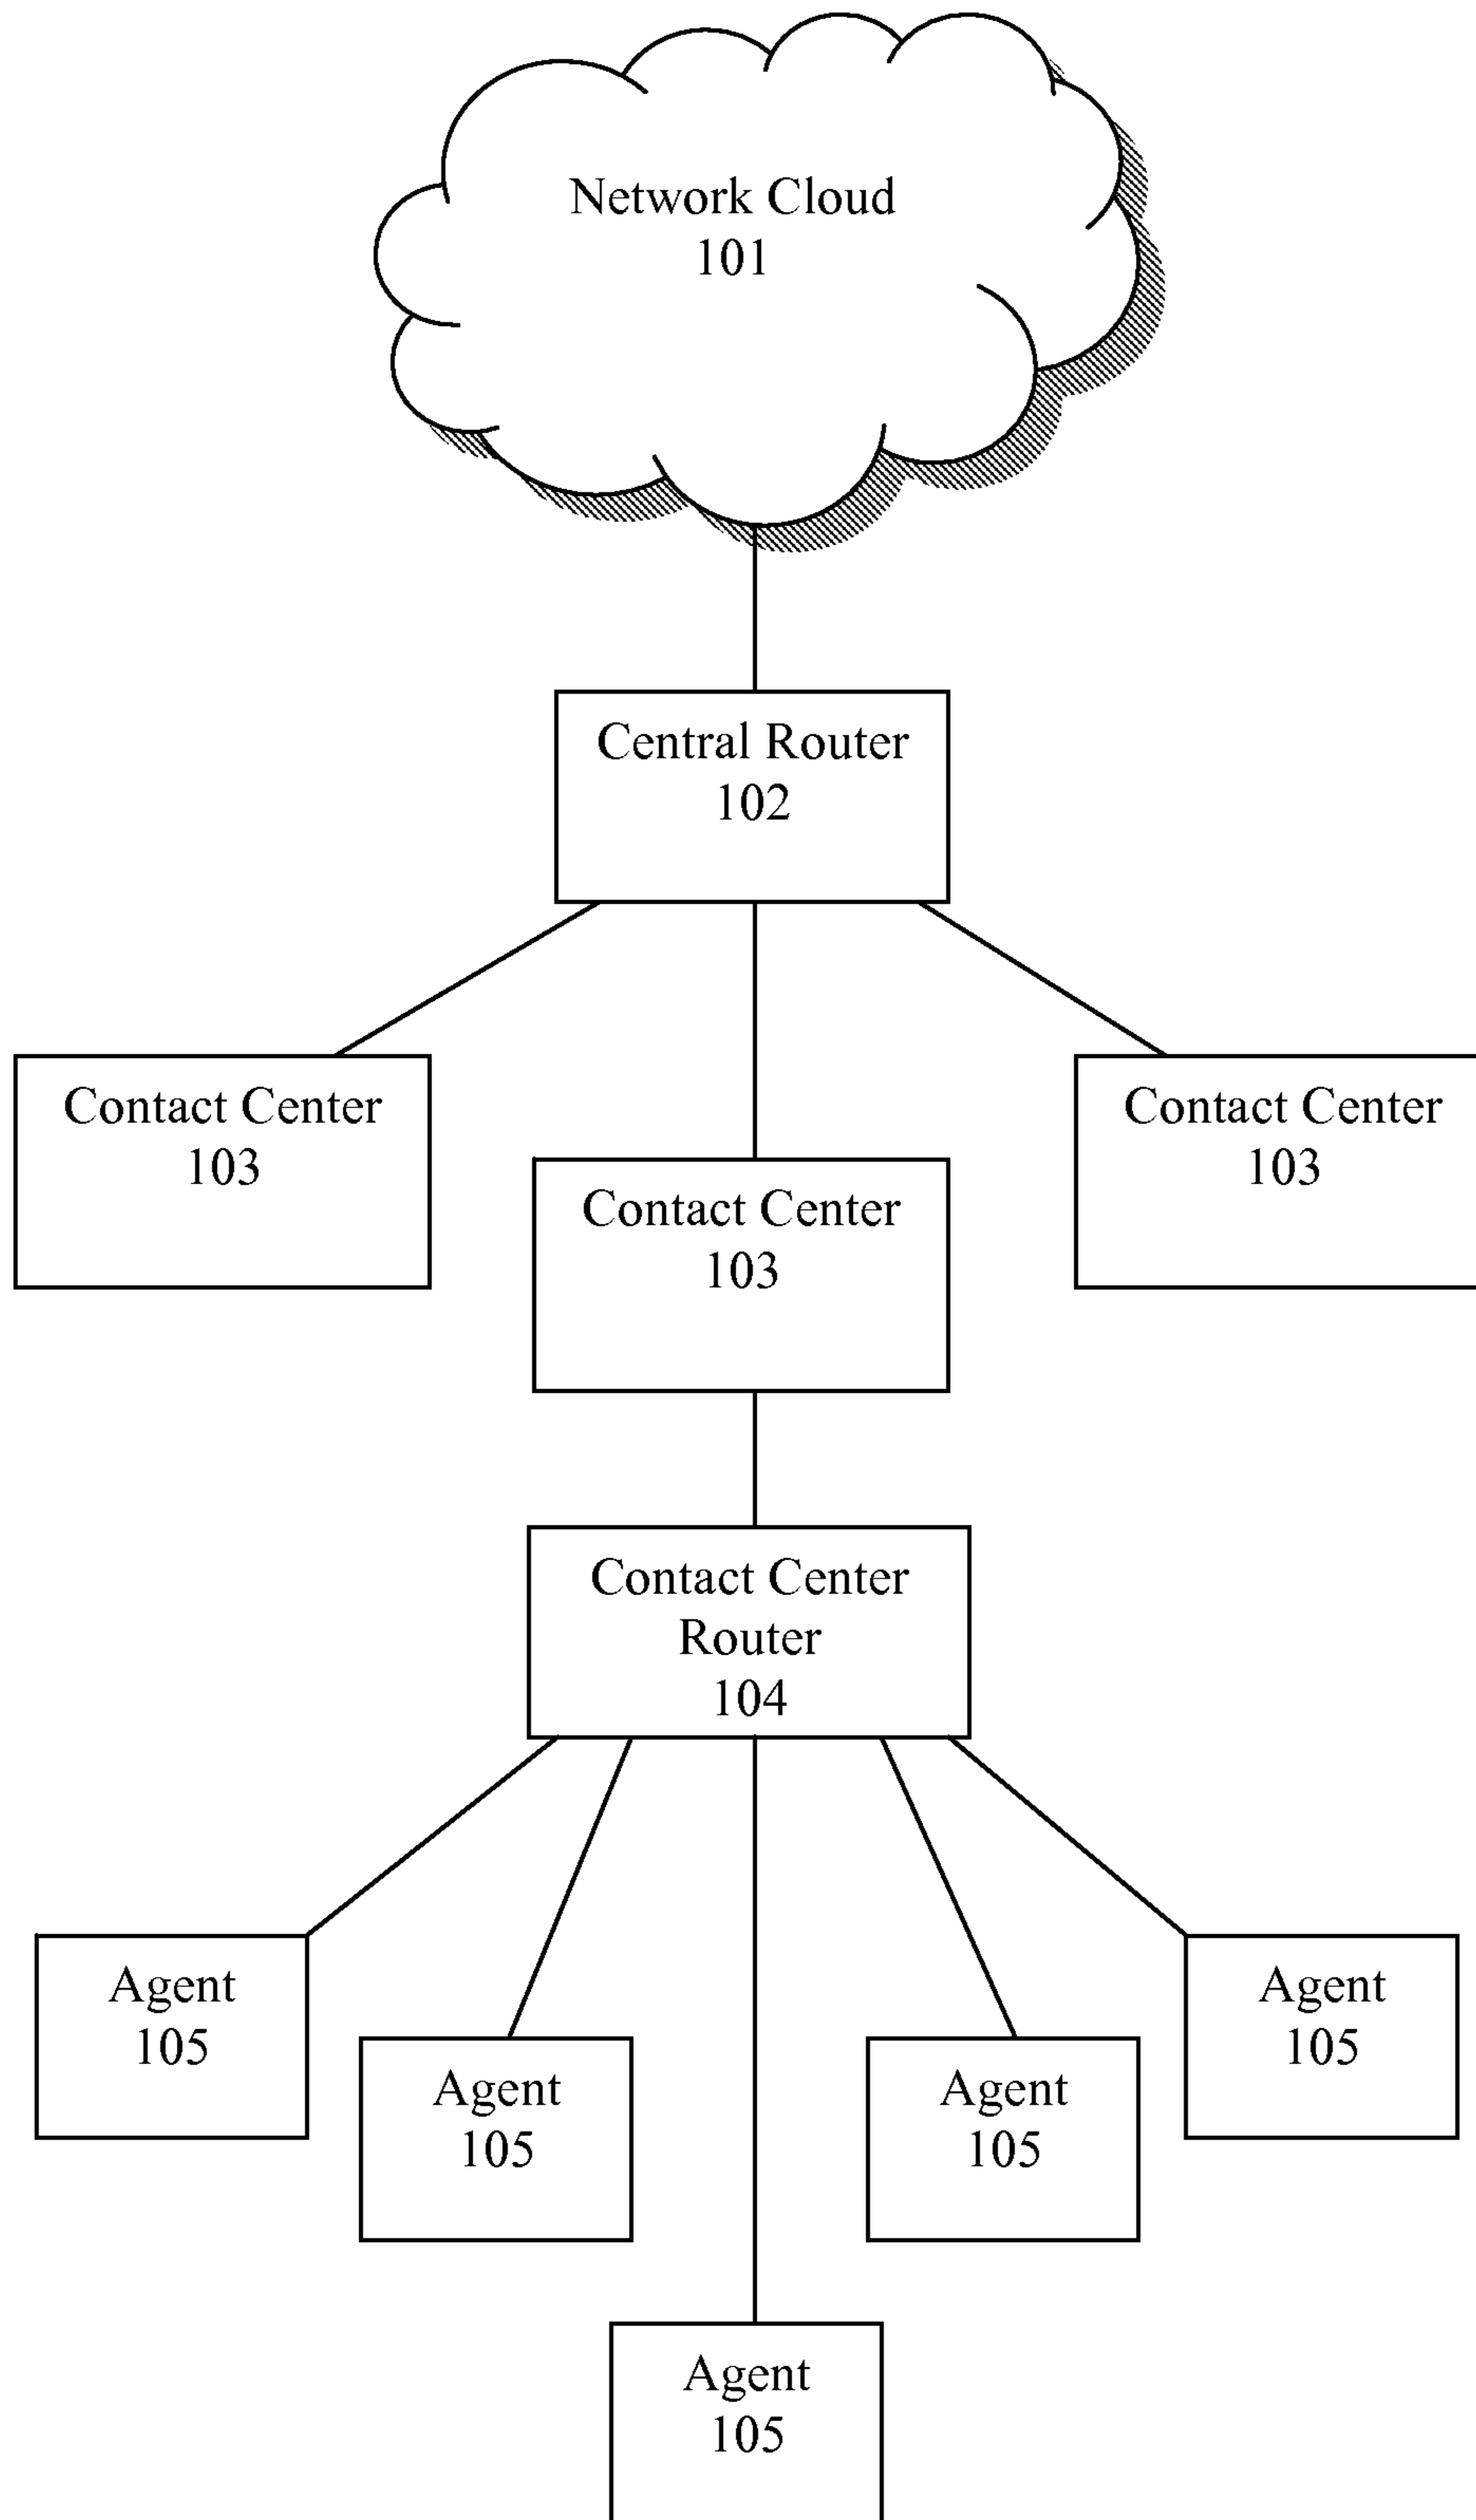 Network Cloud
101
Central Router
102
Contact Center
103
Contact Center
103
Contact Center
103
Contact Center
Router
104
Agent
105
Agent
105
Agent
105
Agent
105
Agent
105